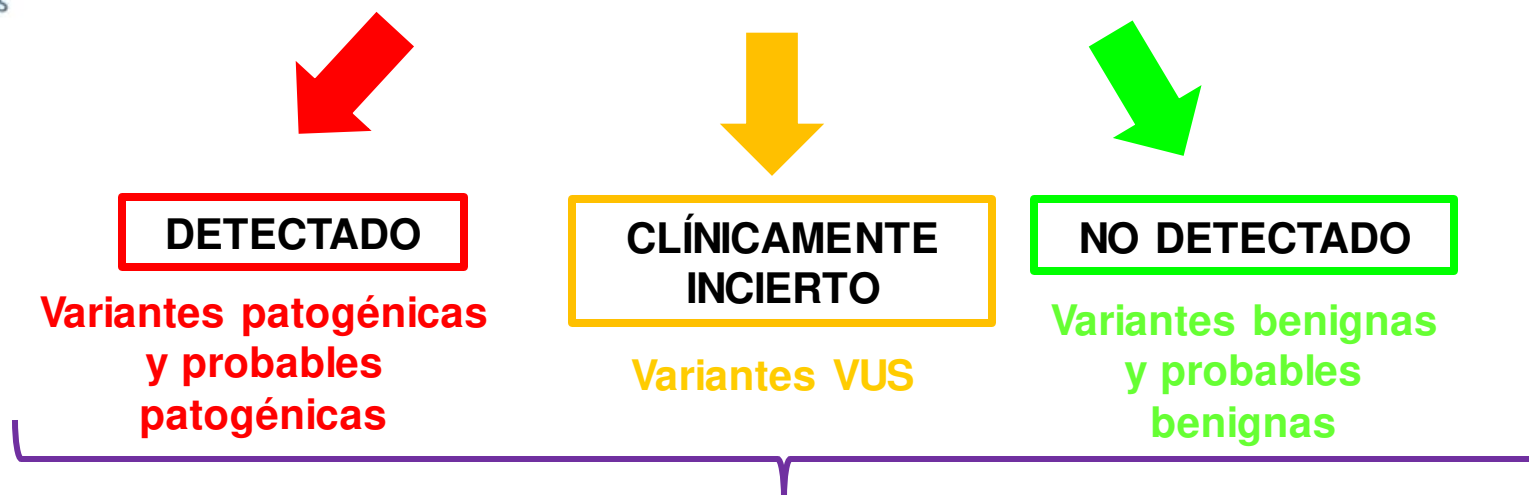 DETECTADO
Variantes patogénicas
y probables
patogénicas
CLÍNICAMENTE
INCIERTO
Variantes VUS
NO DETECTADO
Variantes benignas
y probables
benignas